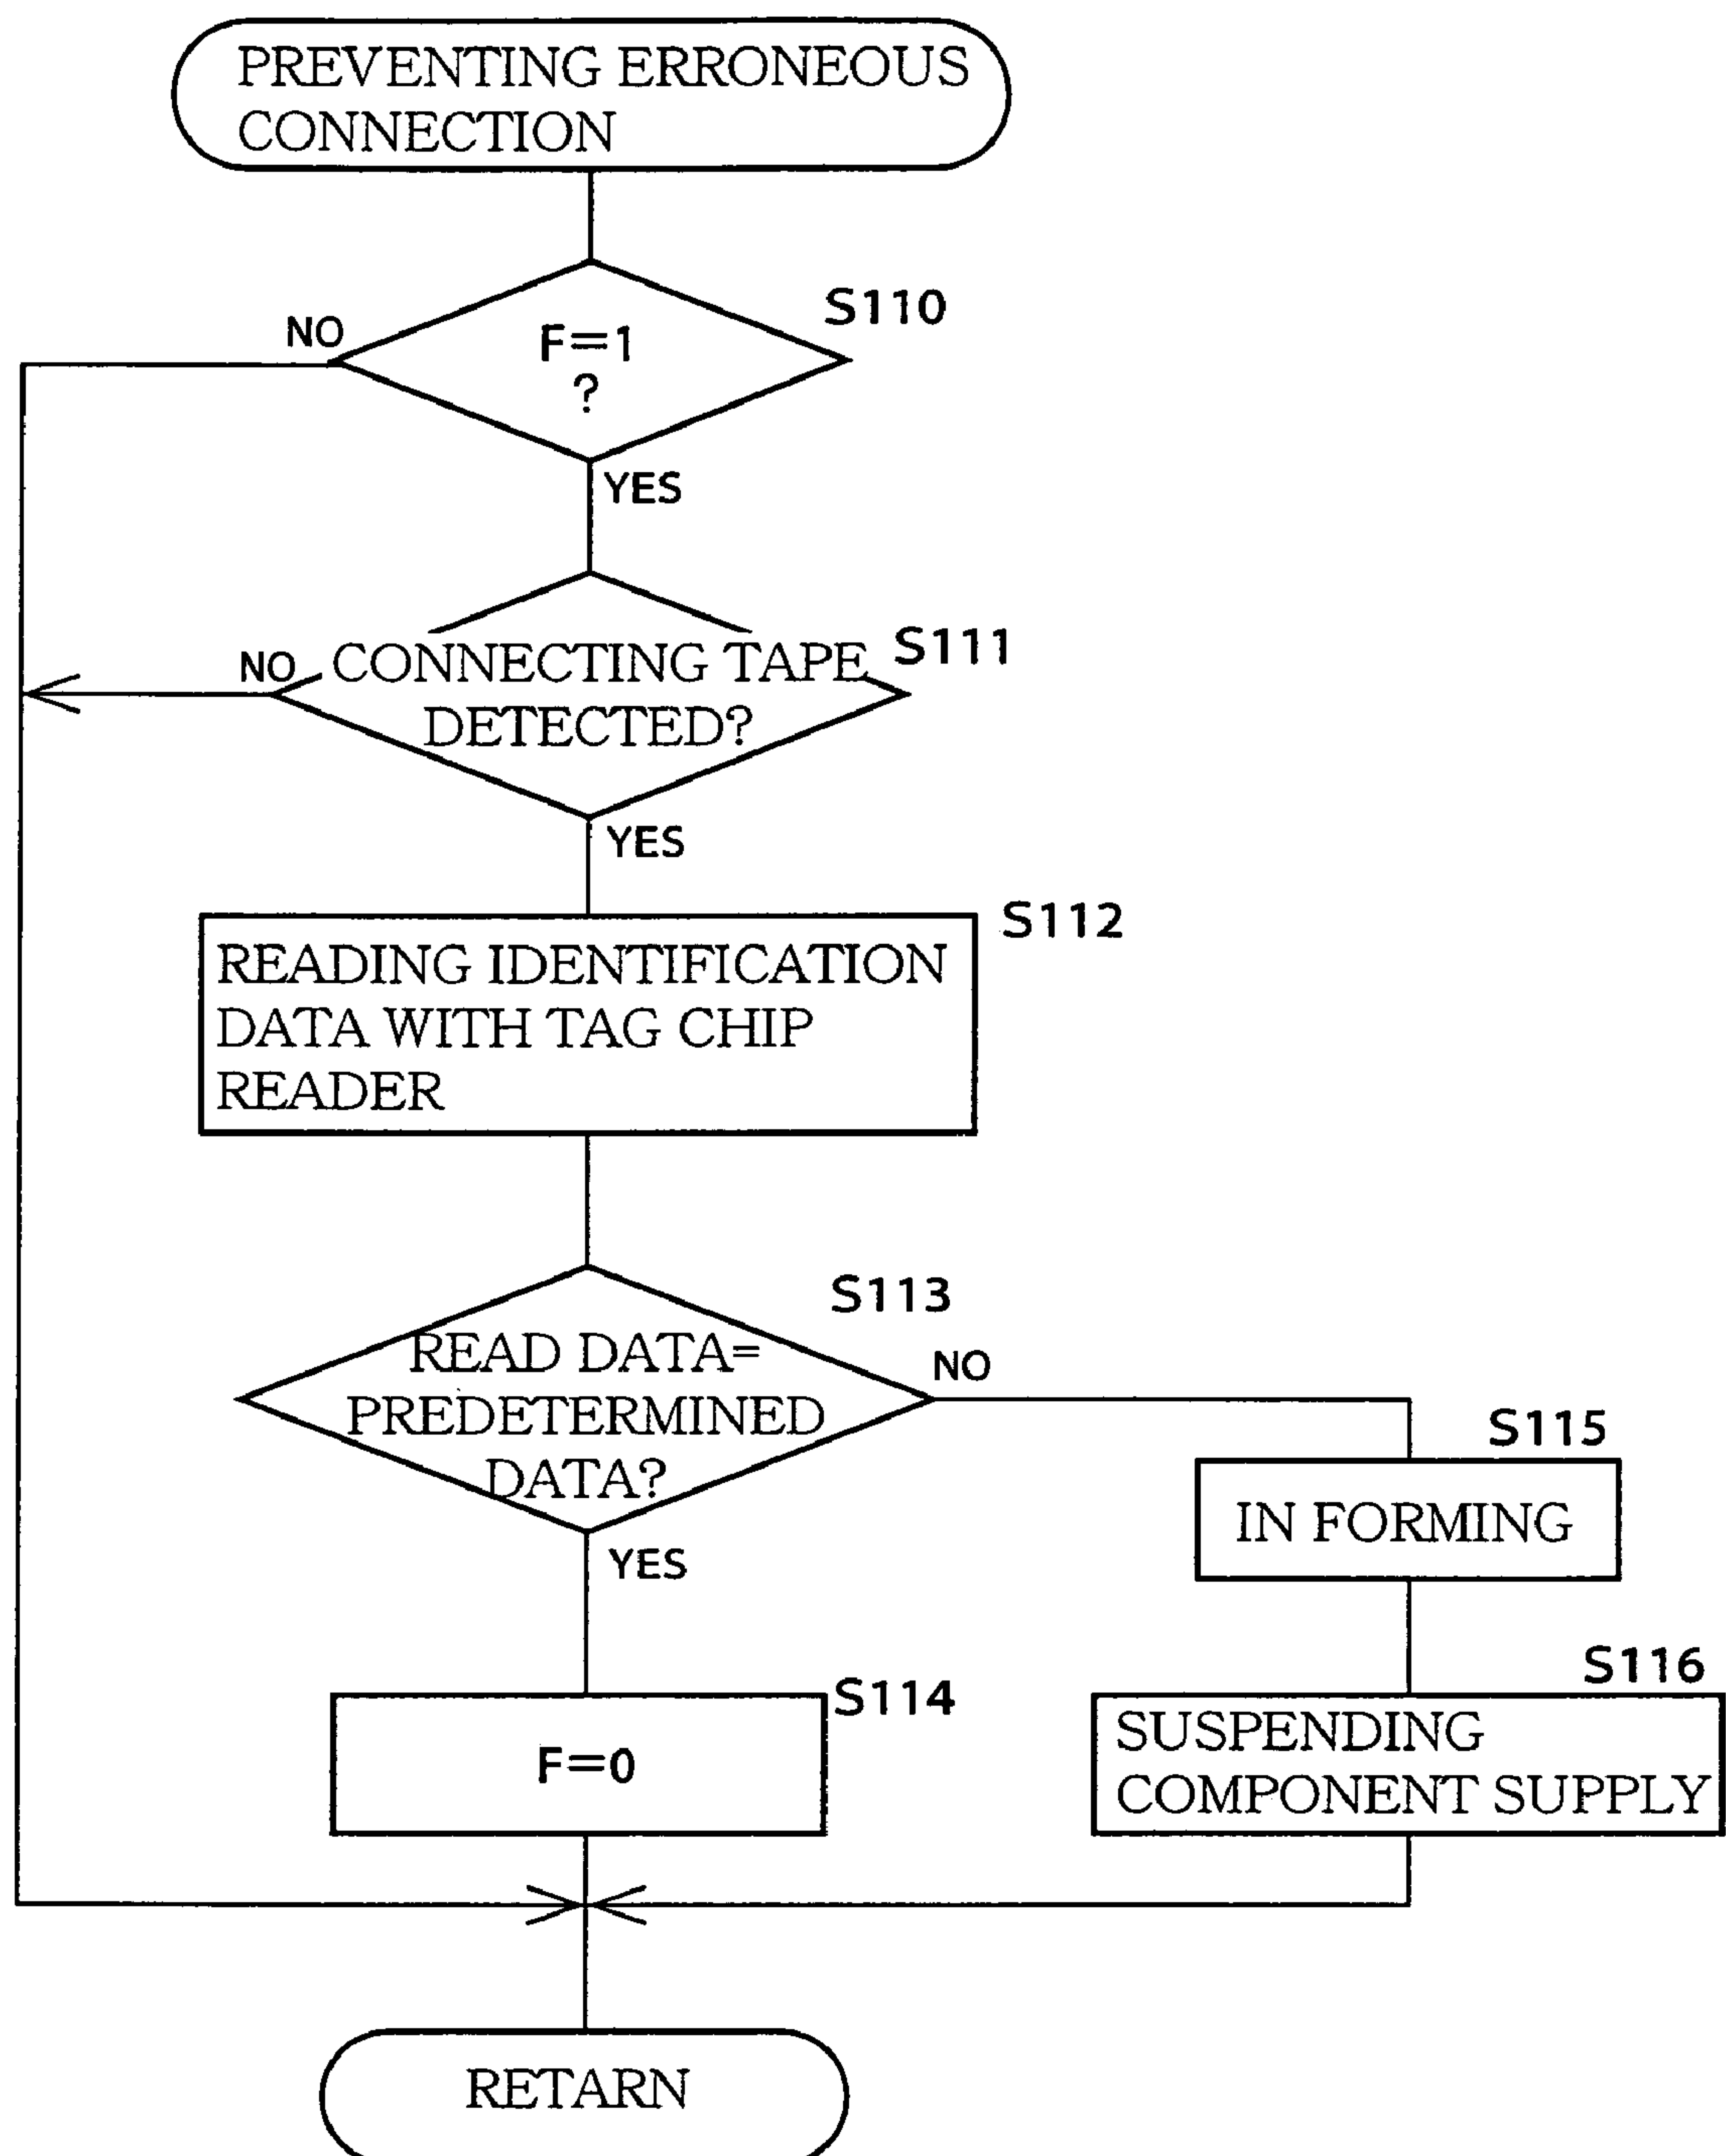 PREVENTING ERRONEOUS
CONNECTION
S110
NO
F=1
?
YES
S111
NO
CONNECTING TAPE
DETECTED?
YES
S112
READING IDENTIFICATION
DATA WITH TAG CHIP
READER
S113
READ DATA=
PREDETERMINED
DATA?
NO
YES
S115
IN FORMING
S114
F=0
S116
SUSPENDING
COMPONENT SUPPLY
RETARN